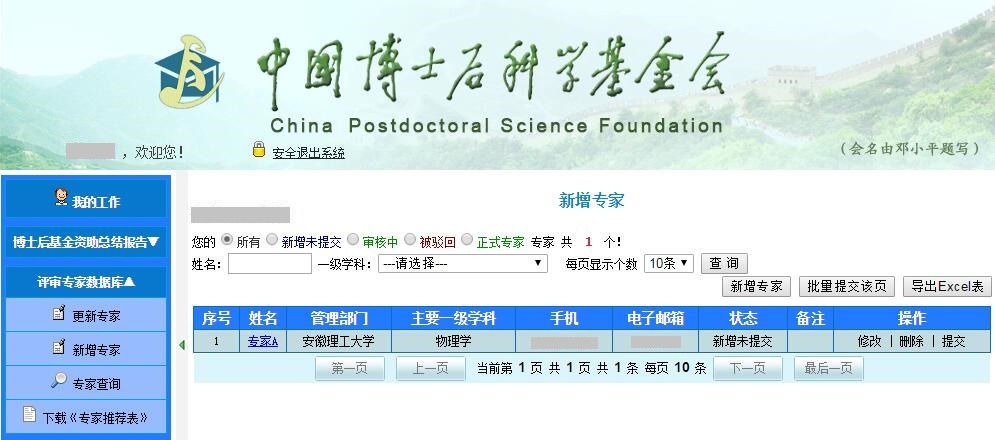 中国博士后科学基金会
China Postdoctoral Science Foundation
，欢迎您！
安全退出系统
（会名由邓小平题写）
我的工作
博士后基金资助总结报告▼
评审专家数据库▲
更新专家
新增专家
专家查询
下载《专家推荐表》
新增专家
您的 所有 新增未提交 审核中 被驳回 正式专家 专家 共 1 个！
姓名： 一级学科： ---请选择--- 每页显示个数 10条 查 询
新增专家 批量提交该页 导出Excel表
序号 姓名 管理部门 主要一级学科 手机 电子邮箱 状态 备注 操作
1 专家A 安徽理工大学 物理学 新增未提交 修改 | 删除 | 提交
第一页 上一页 当前第 1 页 共 1 页 共 1 条 每页 10 条 下一页 最后一页